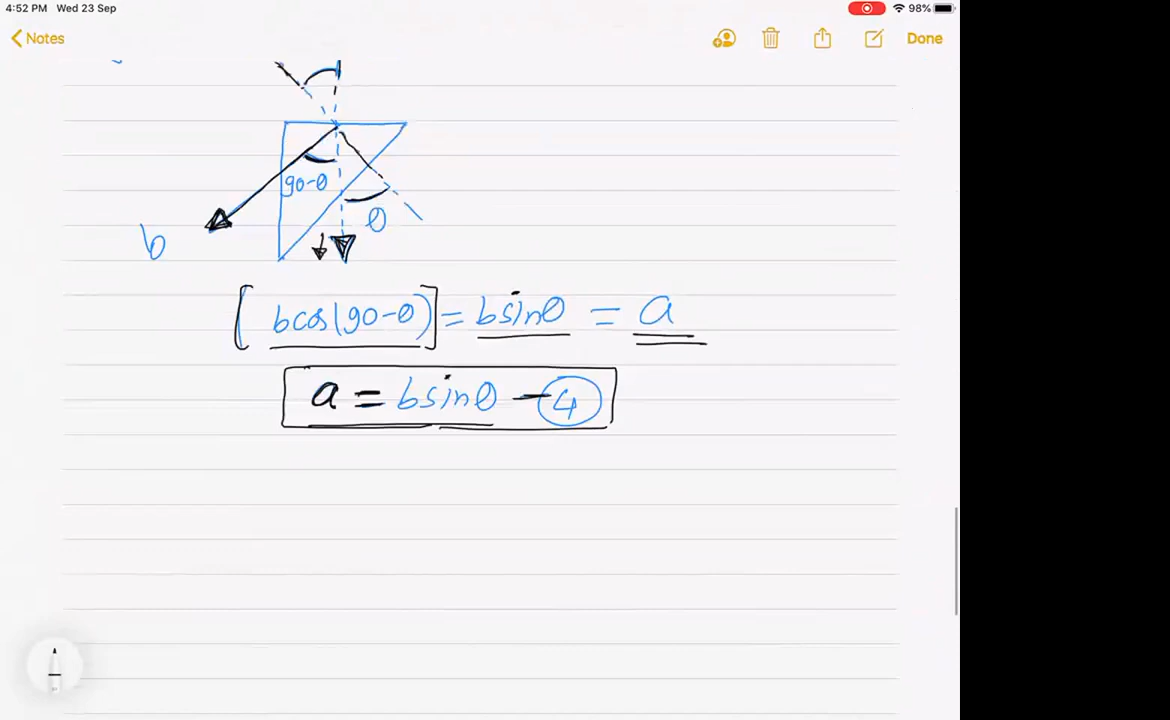 4:52 PM Wed 23 Sep 98%
Notes Done
90-θ
θ
b
[bcos(90-θ)] = bsinθ = a
a = bsinθ - 4